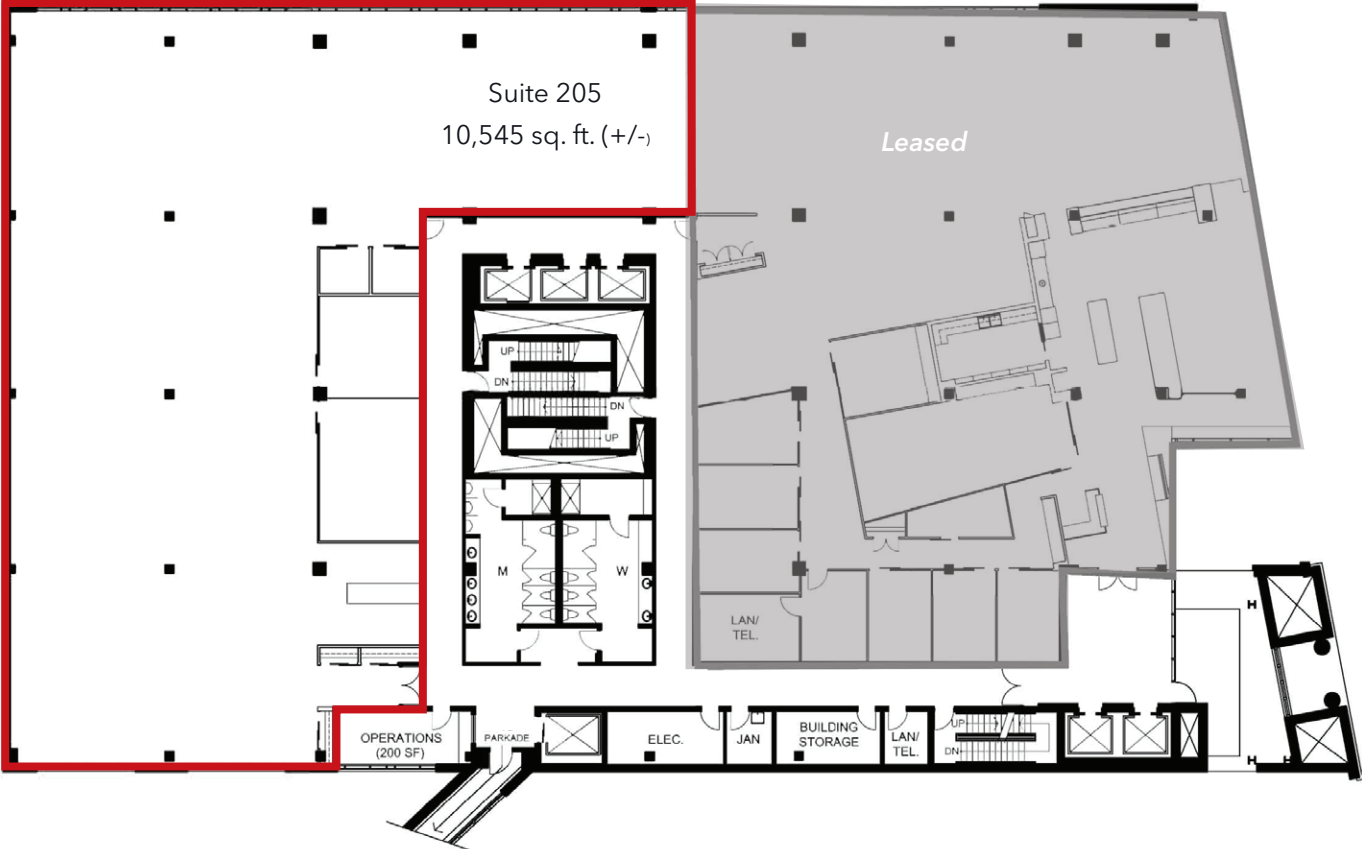 Suite 205
10,545 sq. ft. (+/-)
Leased
UP
DN
DN
UP
M
W
LAN/
TEL.
OPERATIONS
(200 SF)
PARKADE
ELEC.
JAN
BUILDING
STORAGE
LAN/
TEL.
UP
DN
H
H
H
H